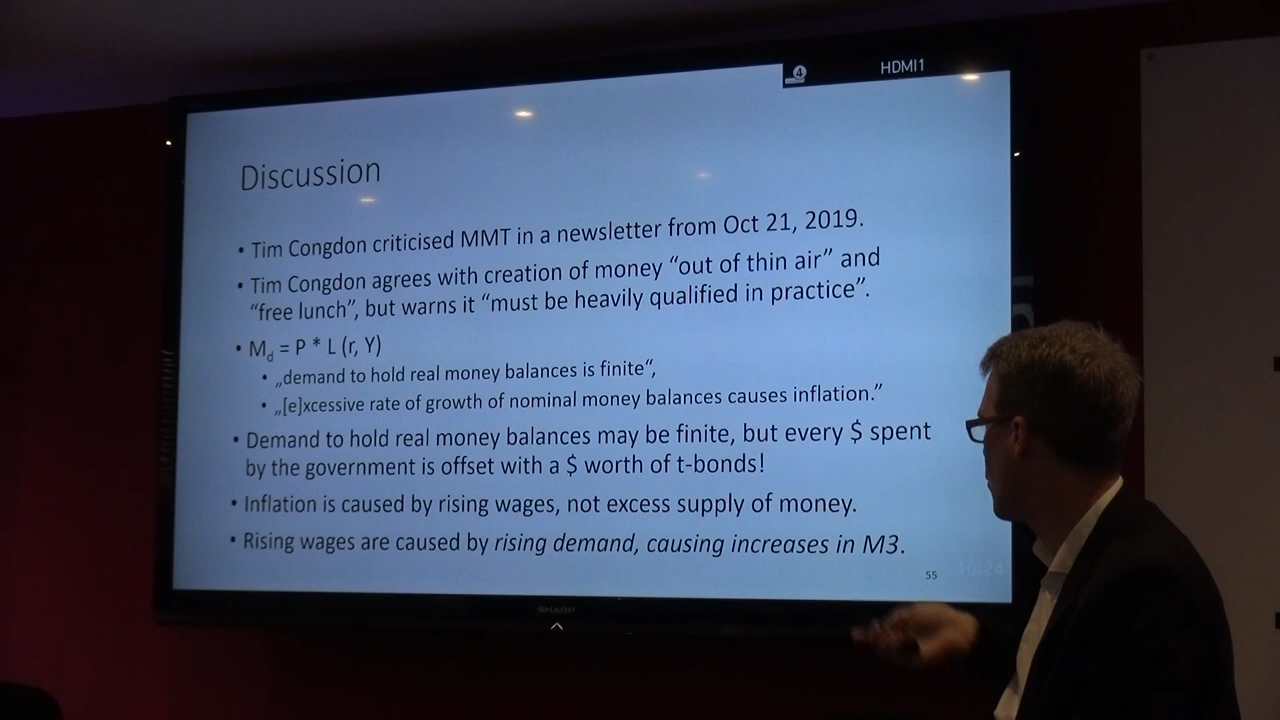 4
HDMI1
Discussion
• Tim Congdon criticised MMT in a newsletter from Oct 21, 2019.
• Tim Congdon agrees with creation of money “out of thin air” and
“free lunch”, but warns it “must be heavily qualified in practice”.
• Md = P * L (r, Y)
• „demand to hold real money balances is finite“,
• „[e]xcessive rate of growth of nominal money balances causes inflation.”
• Demand to hold real money balances may be finite, but every $ spent
by the government is offset with a $ worth of t-bonds!
• Inflation is caused by rising wages, not excess supply of money.
• Rising wages are caused by rising demand, causing increases in M3.
55
10:24
SHARP